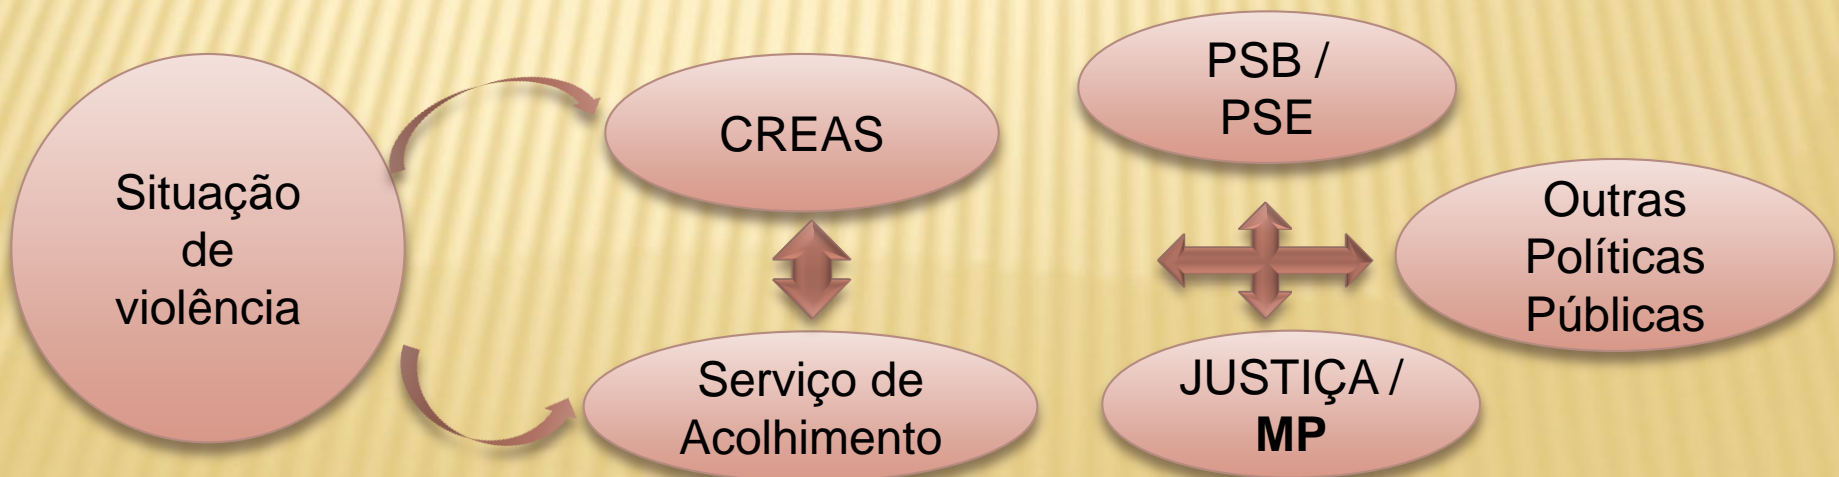 Situação
de
violência
CREAS
Serviço de
Acolhimento
PSB /
PSE
JUSTIÇA /
MP
Outras
Políticas
Públicas